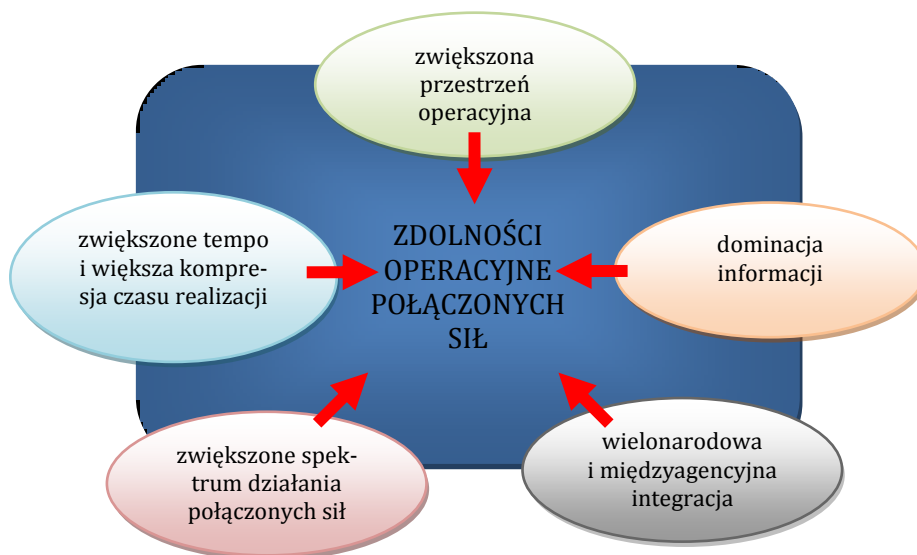 zwiększona
przestrzeń
operacyjna
zwiększone tempo
i większa kompre-
sja czasu realizacji
ZDOLNOŚCI
OPERACYJNE
POŁĄCZONYCH
SIŁ
dominacja
informacji
zwiększone spek-
trum działania
połączonych sił
wielonarodowa
i międzyagencyjna
integracja